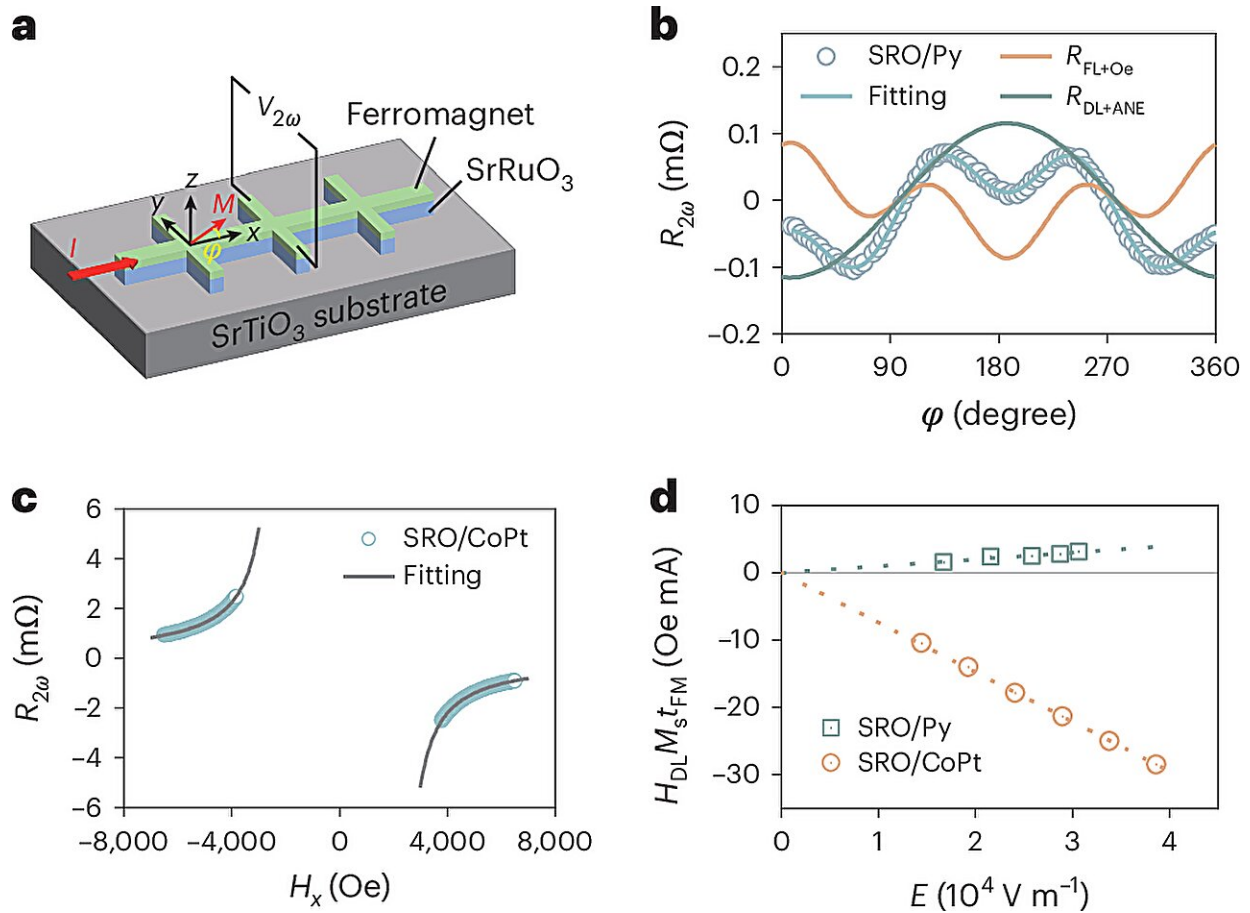 a
V2ω
Ferromagnet
SrRuO3
z
y
M
x
φ
I
SrTiO3 substrate
b
SRO/Py
RFL+Oe
Fitting
RDL+ANE
R2ω (mΩ)
0.2
0.1
0
−0.1
−0.2
0 90 180 270 360
φ (degree)
c
SRO/CoPt
Fitting
R2ω (mΩ)
6
4
2
0
−2
−4
−6
−8,000 −4,000 0 4,000 8,000
Hx (Oe)
d
HDLMstFM (Oe mA)
10
0
−10
−20
−30
SRO/Py
SRO/CoPt
0 1 2 3 4
E (10⁴ V m⁻¹)